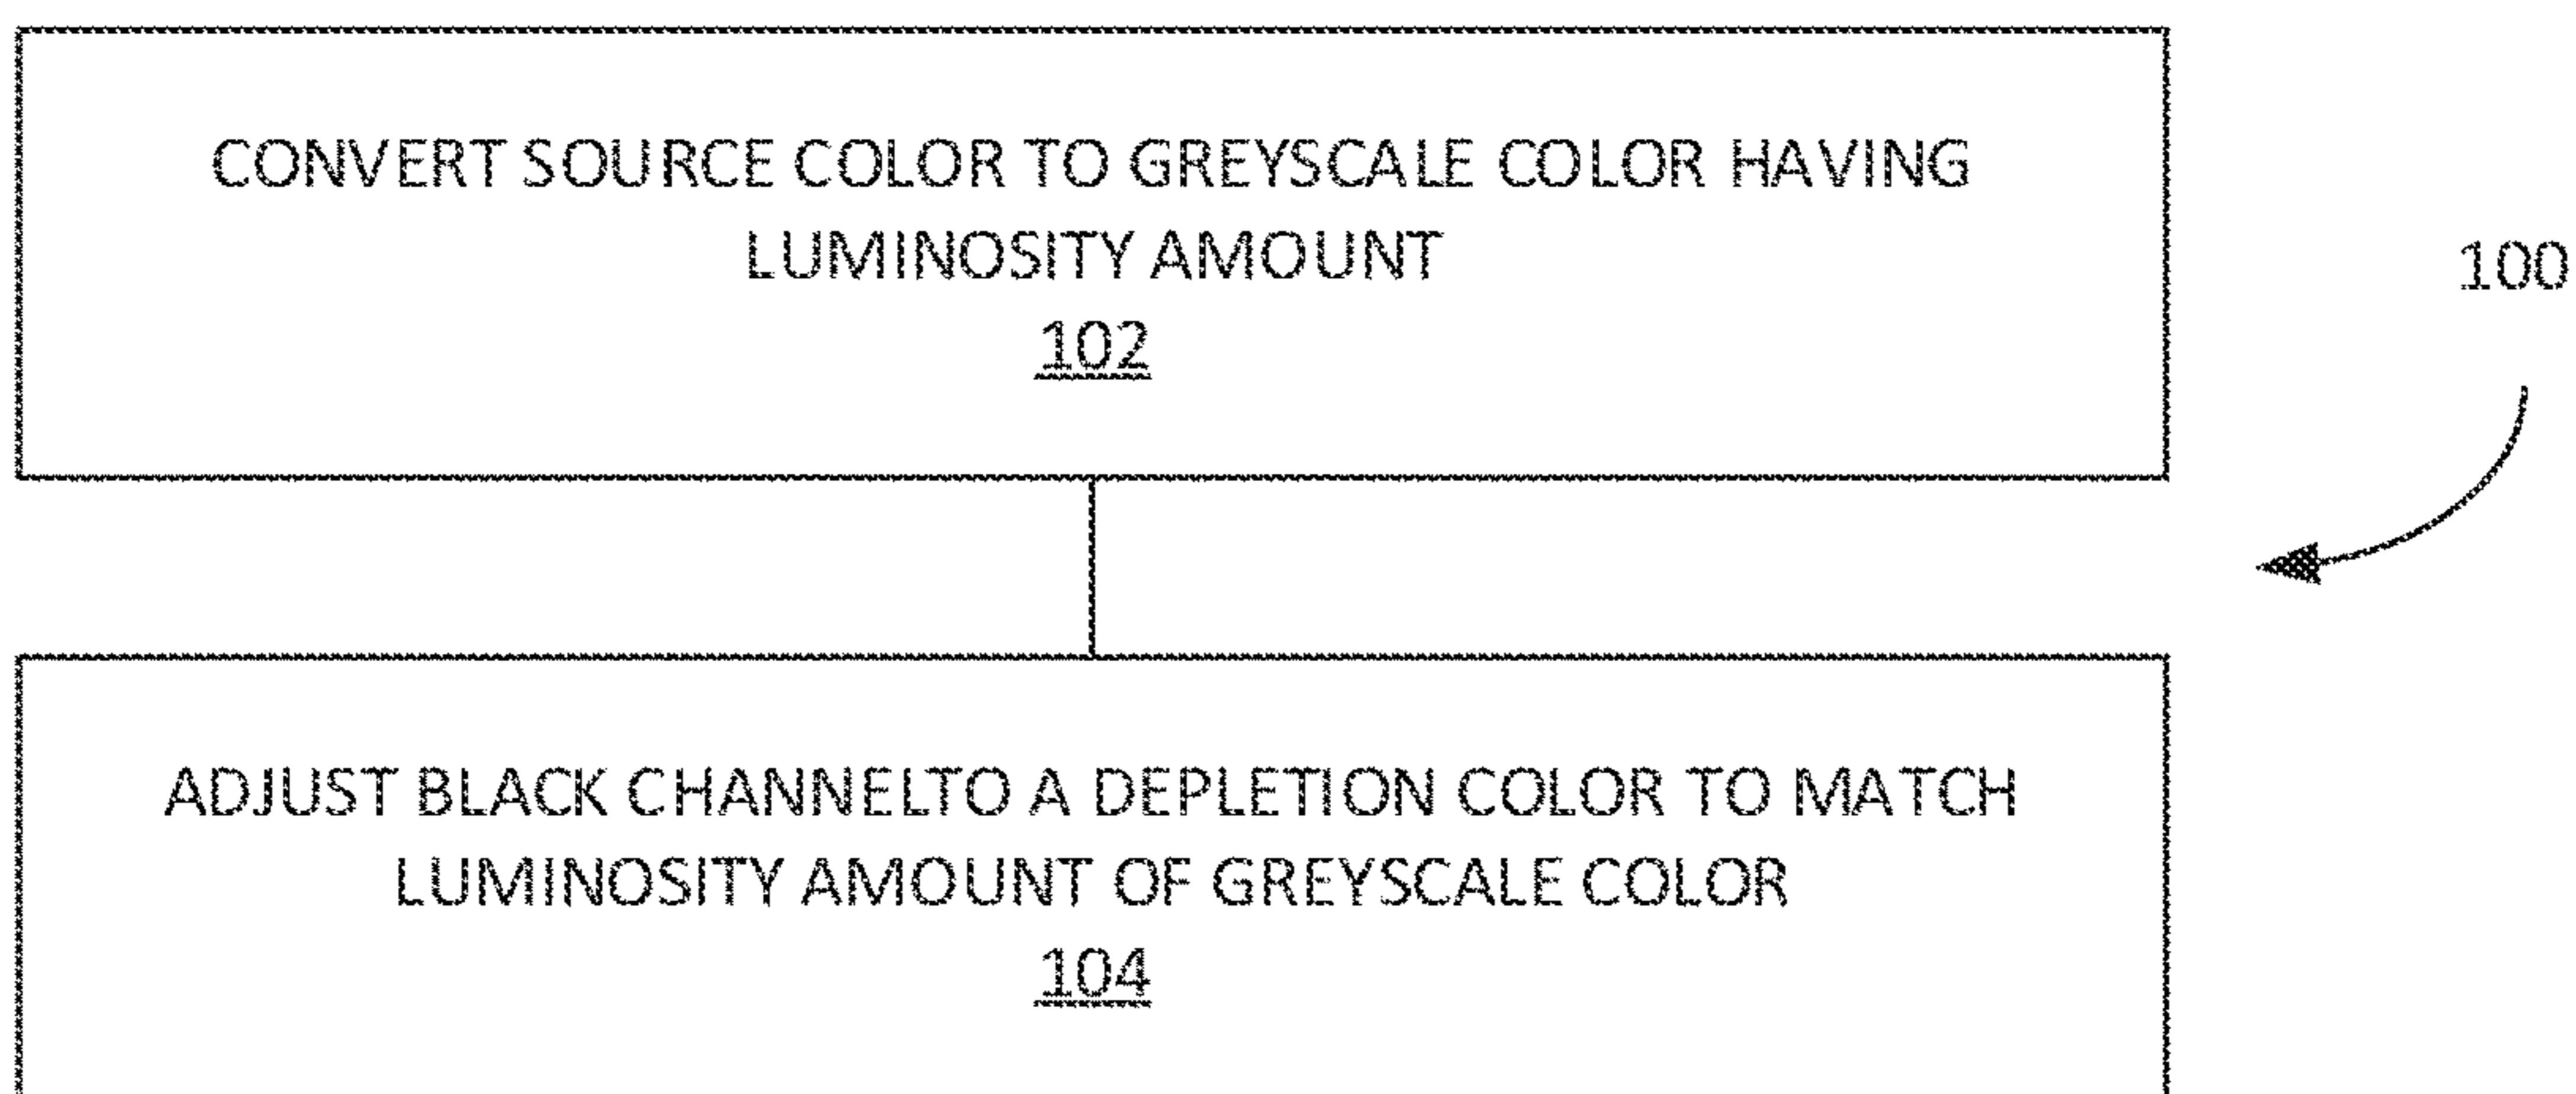 CONVERT SOURCE COLOR TO GREYSCALE COLOR HAVING
LUMINOSITY AMOUNT
102
100
ADJUST BLACK CHANNELTO A DEPLETION COLOR TO MATCH
LUMINOSITY AMOUNT OF GREYSCALE COLOR
104